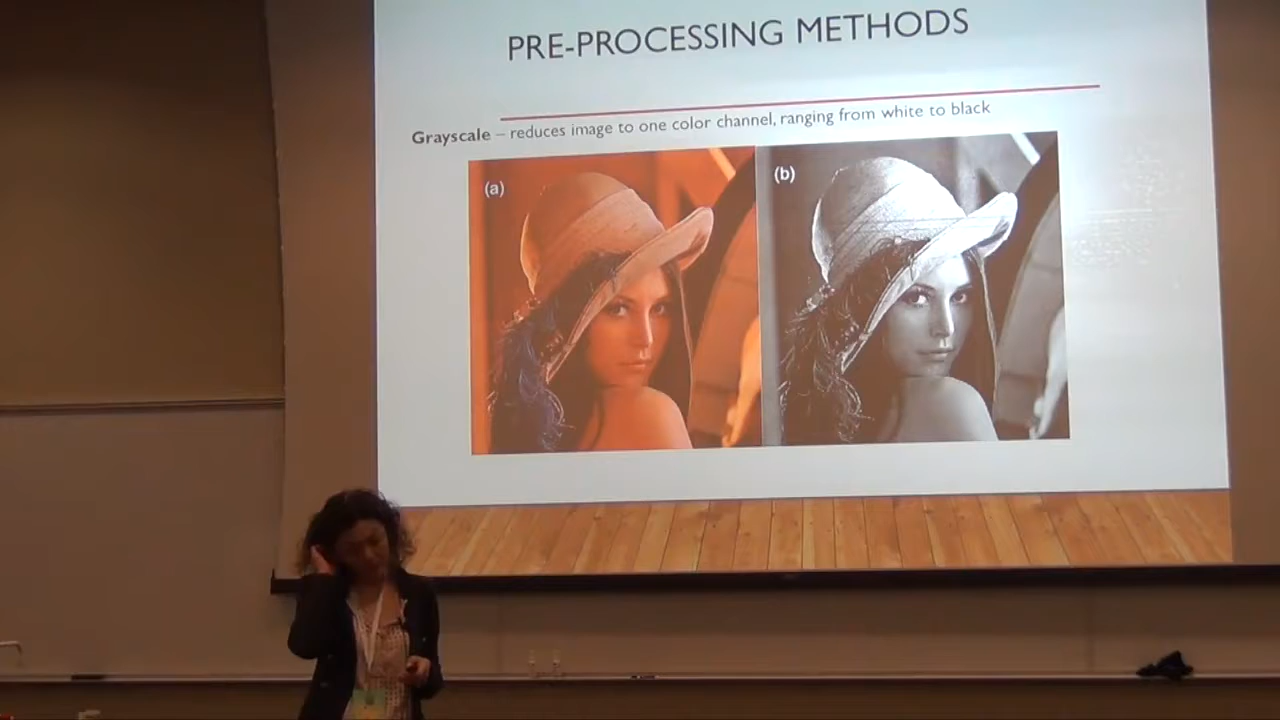 PRE-PROCESSING METHODS
Grayscale – reduces image to one color channel, ranging from white to black
(a)
(b)